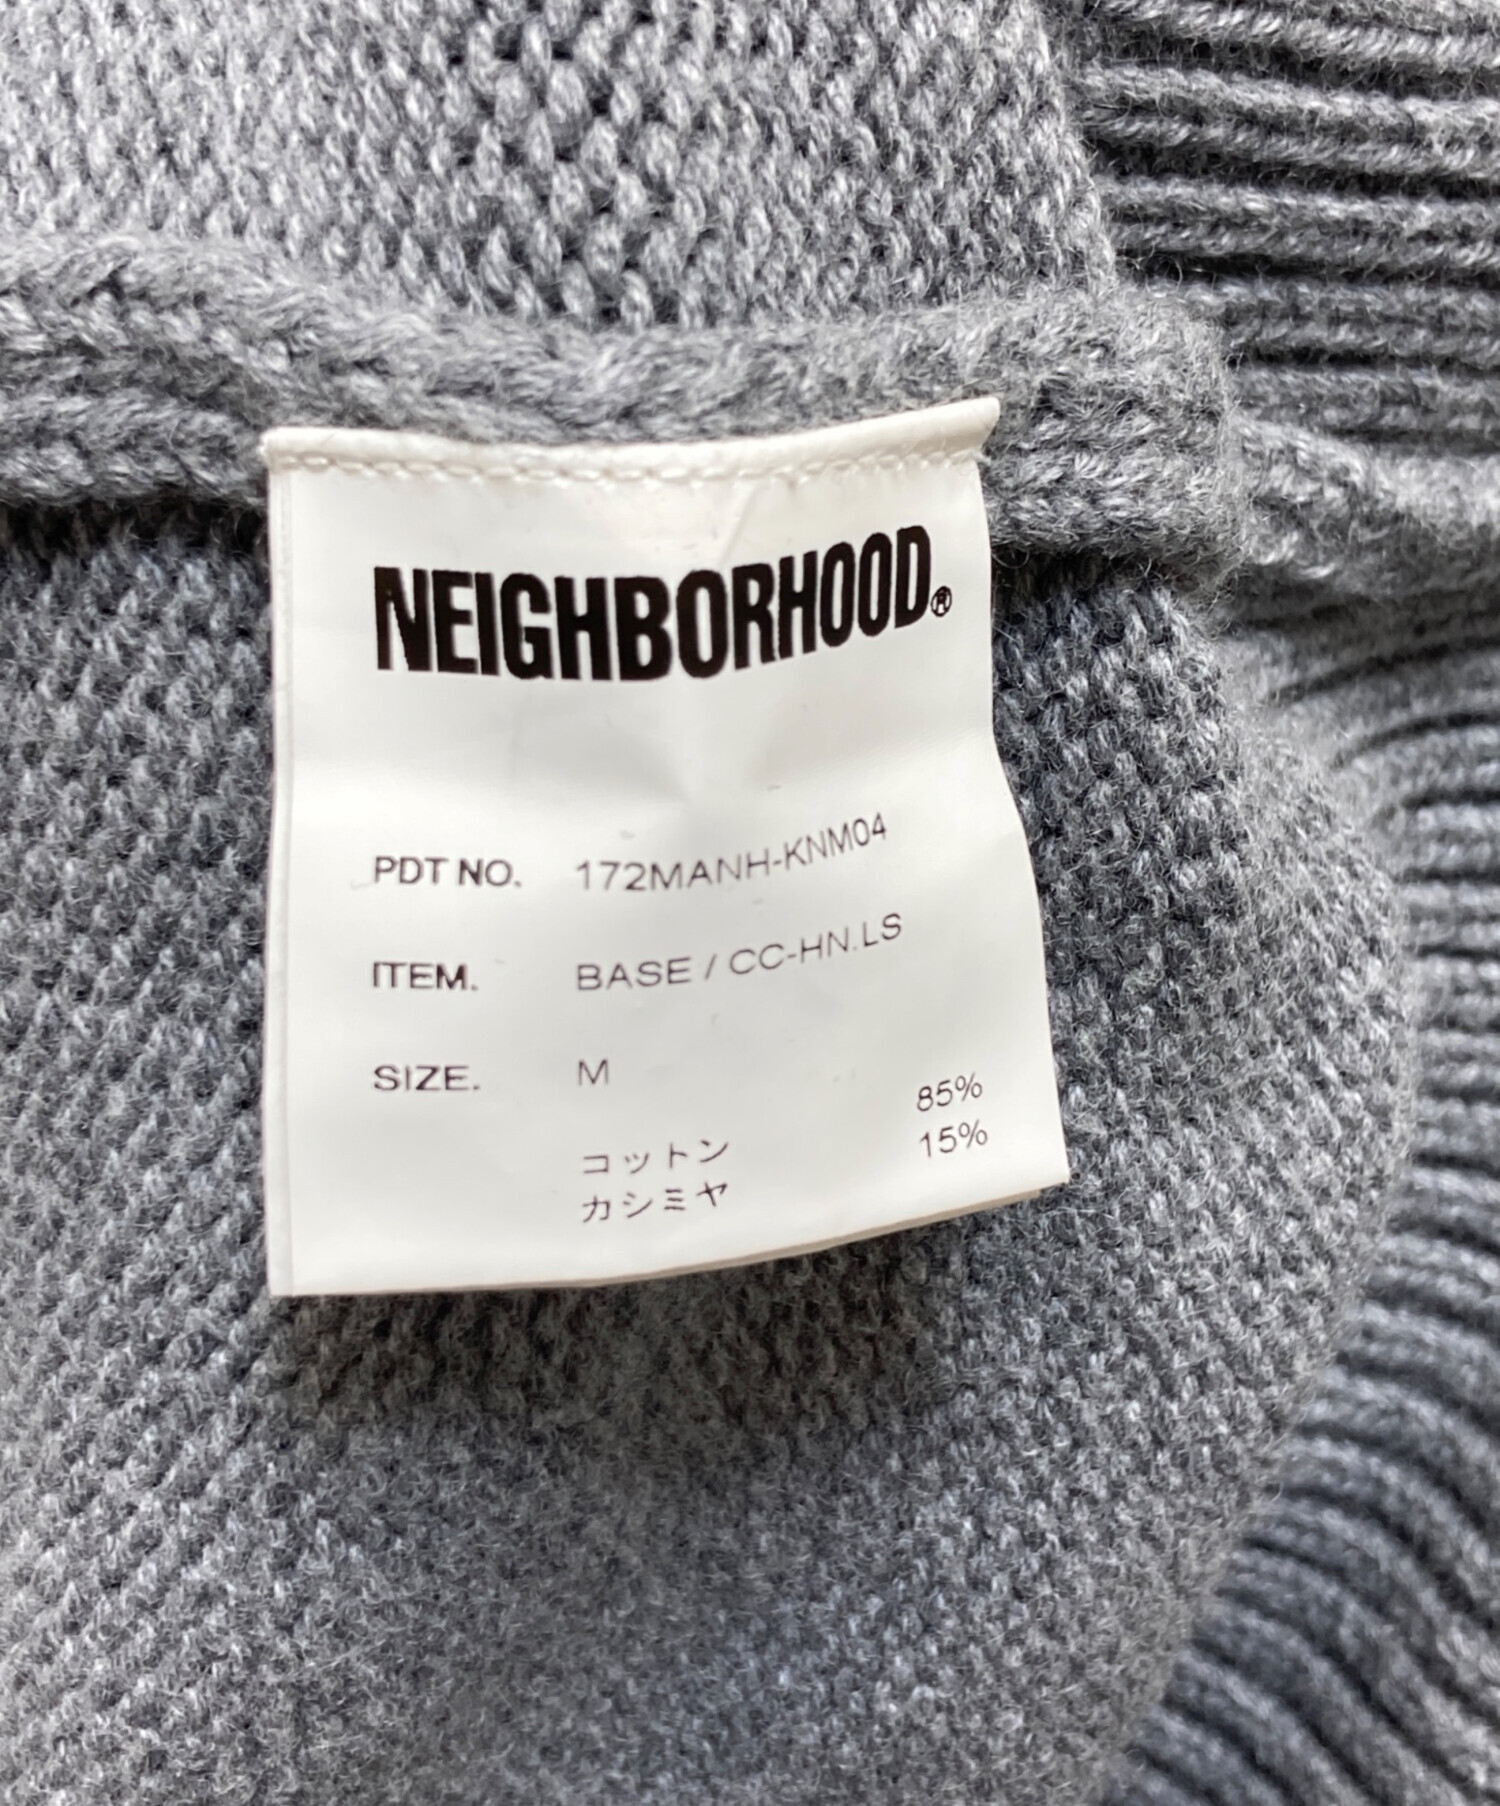 NEIGHBORHOOD®
PDT NO. 172MANH-KNM04
ITEM. BASE / CC-HN.LS
SIZE. M
コットン 85%
カシミヤ 15%